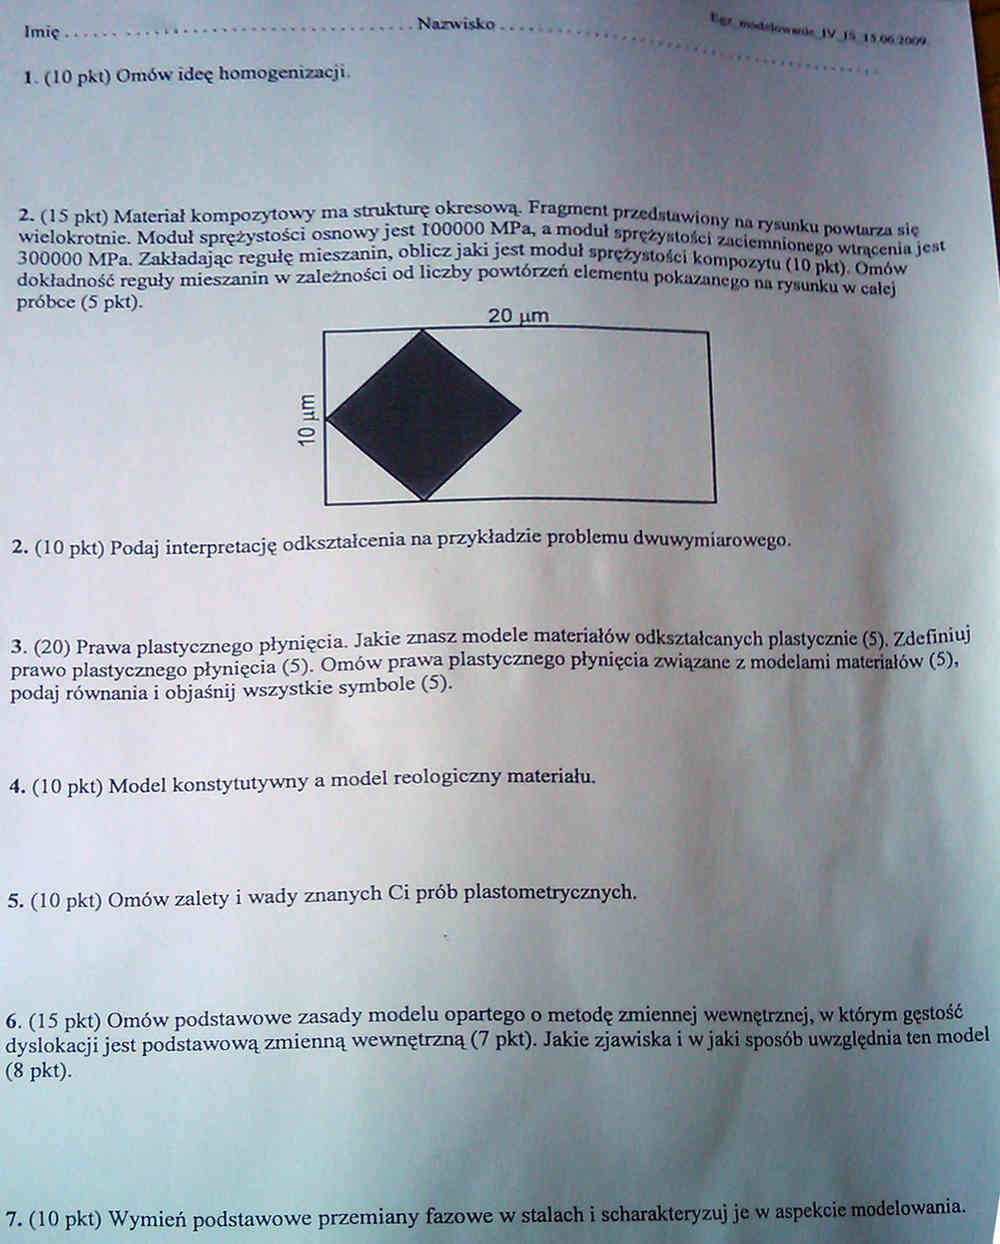 Imię . . . . . . . . . . . . . . . . . . . . . . . . . . . . . . . . . . . . Nazwisko . . . . . . . . . . . . . . . . . . . . . . . . . . . . . . . . . . . . . . . .
Egz_modelowanie_IV_IS_15.06.2009
1. (10 pkt) Omów ideę homogenizacji.
2. (15 pkt) Materiał kompozytowy ma strukturę okresową. Fragment przedstawiony na rysunku powtarza się
wielokrotnie. Moduł sprężystości osnowy jest 100000 MPa, a moduł sprężystości zaciemnionego wtrącenia jest
300000 MPa. Zakładając regułę mieszanin, oblicz jaki jest moduł sprężystości kompozytu (10 pkt). Omów
dokładność reguły mieszanin w zależności od liczby powtórzeń elementu pokazanego na rysunku w całej
próbce (5 pkt).
20 µm
10 µm
2. (10 pkt) Podaj interpretację odkształcenia na przykładzie problemu dwuwymiarowego.
3. (20) Prawa plastycznego płynięcia. Jakie znasz modele materiałów odkształcanych plastycznie (5). Zdefiniuj
prawo plastycznego płynięcia (5). Omów prawa plastycznego płynięcia związane z modelami materiałów (5),
podaj równania i objaśnij wszystkie symbole (5).
4. (10 pkt) Model konstytutywny a model reologiczny materiału.
5. (10 pkt) Omów zalety i wady znanych Ci prób plastometrycznych.
6. (15 pkt) Omów podstawowe zasady modelu opartego o metodę zmiennej wewnętrznej, w którym gęstość
dyslokacji jest podstawową zmienną wewnętrzną (7 pkt). Jakie zjawiska i w jaki sposób uwzględnia ten model
(8 pkt).
7. (10 pkt) Wymień podstawowe przemiany fazowe w stalach i scharakteryzuj je w aspekcie modelowania.